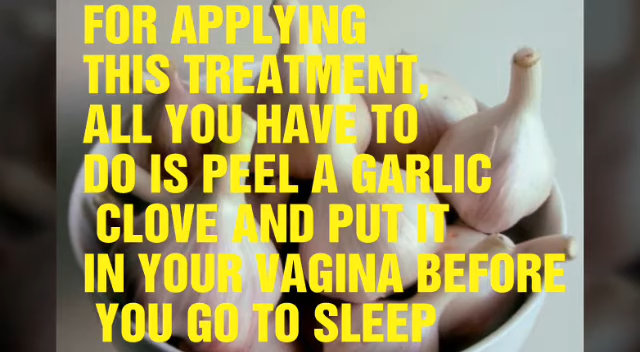 FOR APPLYING
THIS TREATMENT,
ALL YOU HAVE TO
DO IS PEEL A GARLIC
CLOVE AND PUT IT
IN YOUR VAGINA BEFORE
YOU GO TO SLEEP